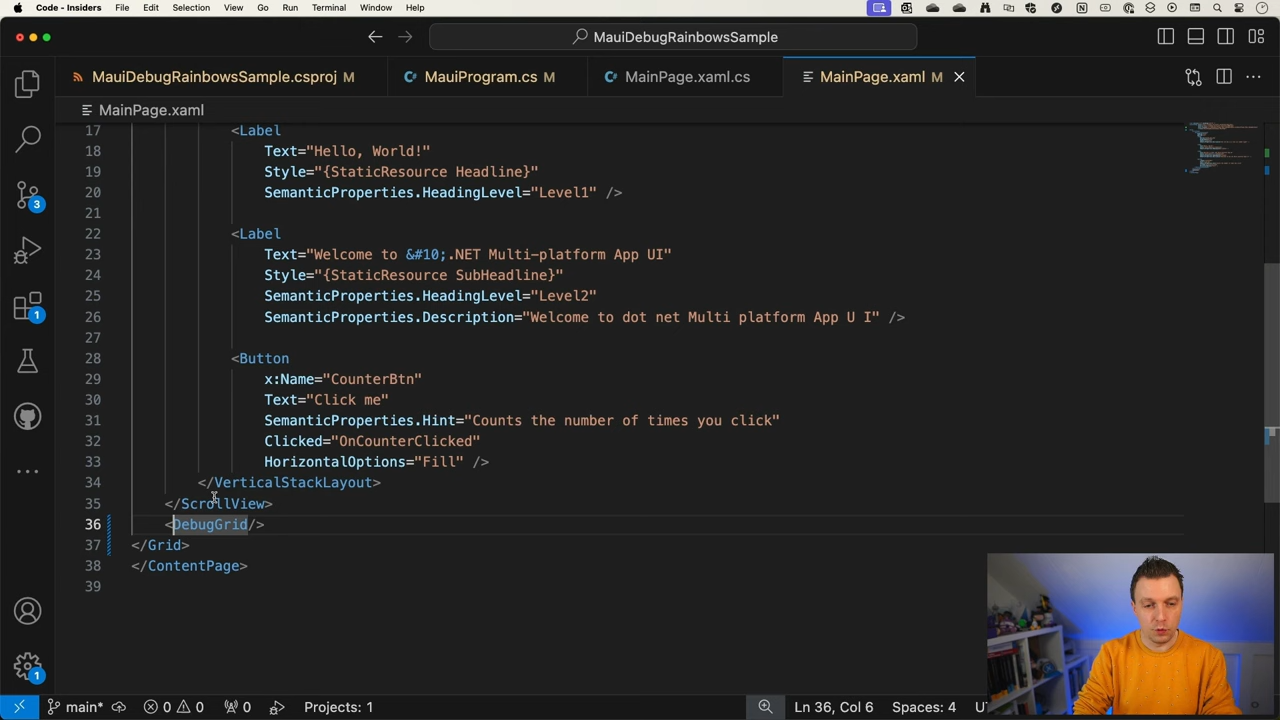 Code - Insiders File Edit Selection View Go Run Terminal Window Help
MauiDebugRainbowsSample
MauiDebugRainbowsSample.csproj M
MauiProgram.cs M
MainPage.xaml.cs
MainPage.xaml M
MainPage.xaml
17 <Label
18 Text="Hello, World!"
19 Style="{StaticResource Headline}"
20 SemanticProperties.HeadingLevel="Level1" />
21
22 <Label
23 Text="Welcome to &#10;.NET Multi-platform App UI"
24 Style="{StaticResource SubHeadline}"
25 SemanticProperties.HeadingLevel="Level2"
26 SemanticProperties.Description="Welcome to dot net Multi platform App U I" />
27
28 <Button
29 x:Name="CounterBtn"
30 Text="Click me"
31 SemanticProperties.Hint="Counts the number of times you click"
32 Clicked="OnCounterClicked"
33 HorizontalOptions="Fill" />
34 </VerticalStackLayout>
35 </ScrollView>
36 <DebugGrid/>
37 </Grid>
38 </ContentPage>
39
3
1
1
main* 0 0 0 Projects: 1 Ln 36, Col 6 Spaces: 4